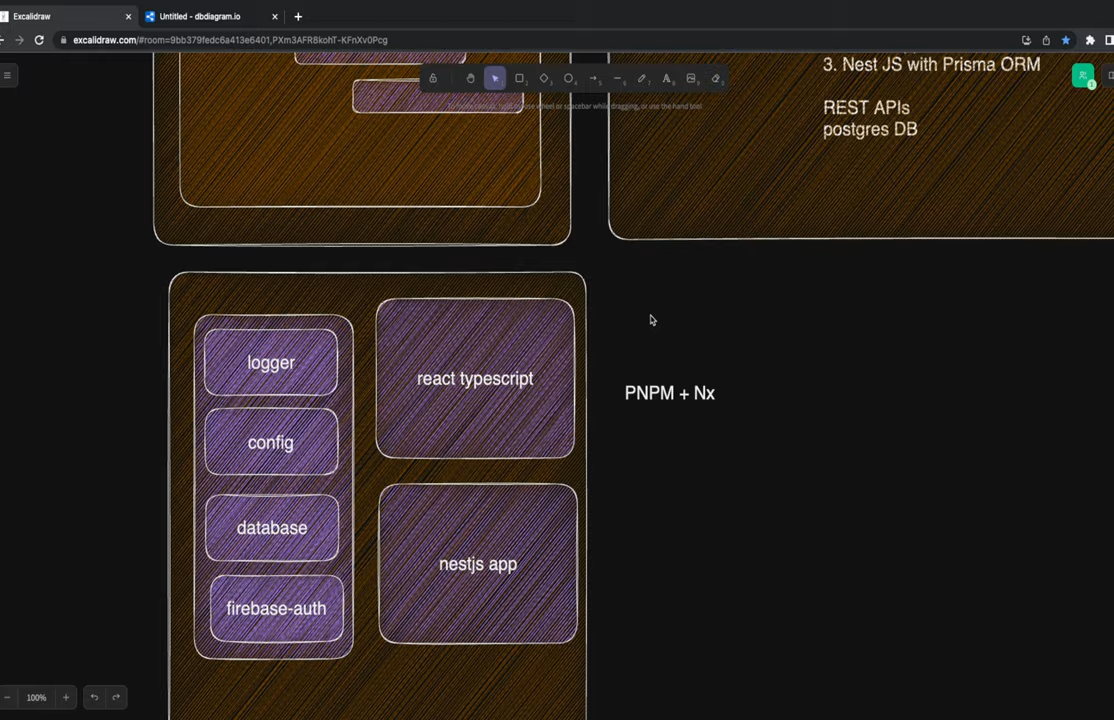 Excalidraw
Untitled - dbdiagram.io
excalidraw.com/#room=9bb379fedc6a413e6401,PXm3AFR8kohT-KFnXv0Pcg
3. Nest JS with Prisma ORM
REST APIs
postgres DB
logger
config
database
firebase-auth
react typescript
nestjs app
PNPM + Nx
100%